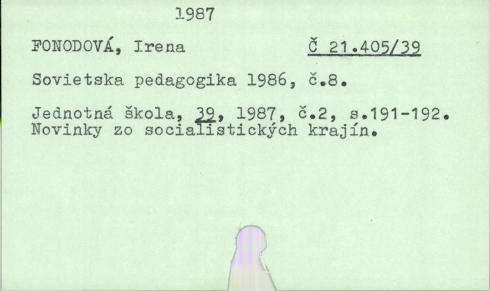 1987
FONODOVÁ, Irena Č 21.405/39
Sovietska pedagogika 1986, č.8.
Jednotná škola, 39, 1987, č.2, s.191-192.
Novinky zo socialistických krajín.